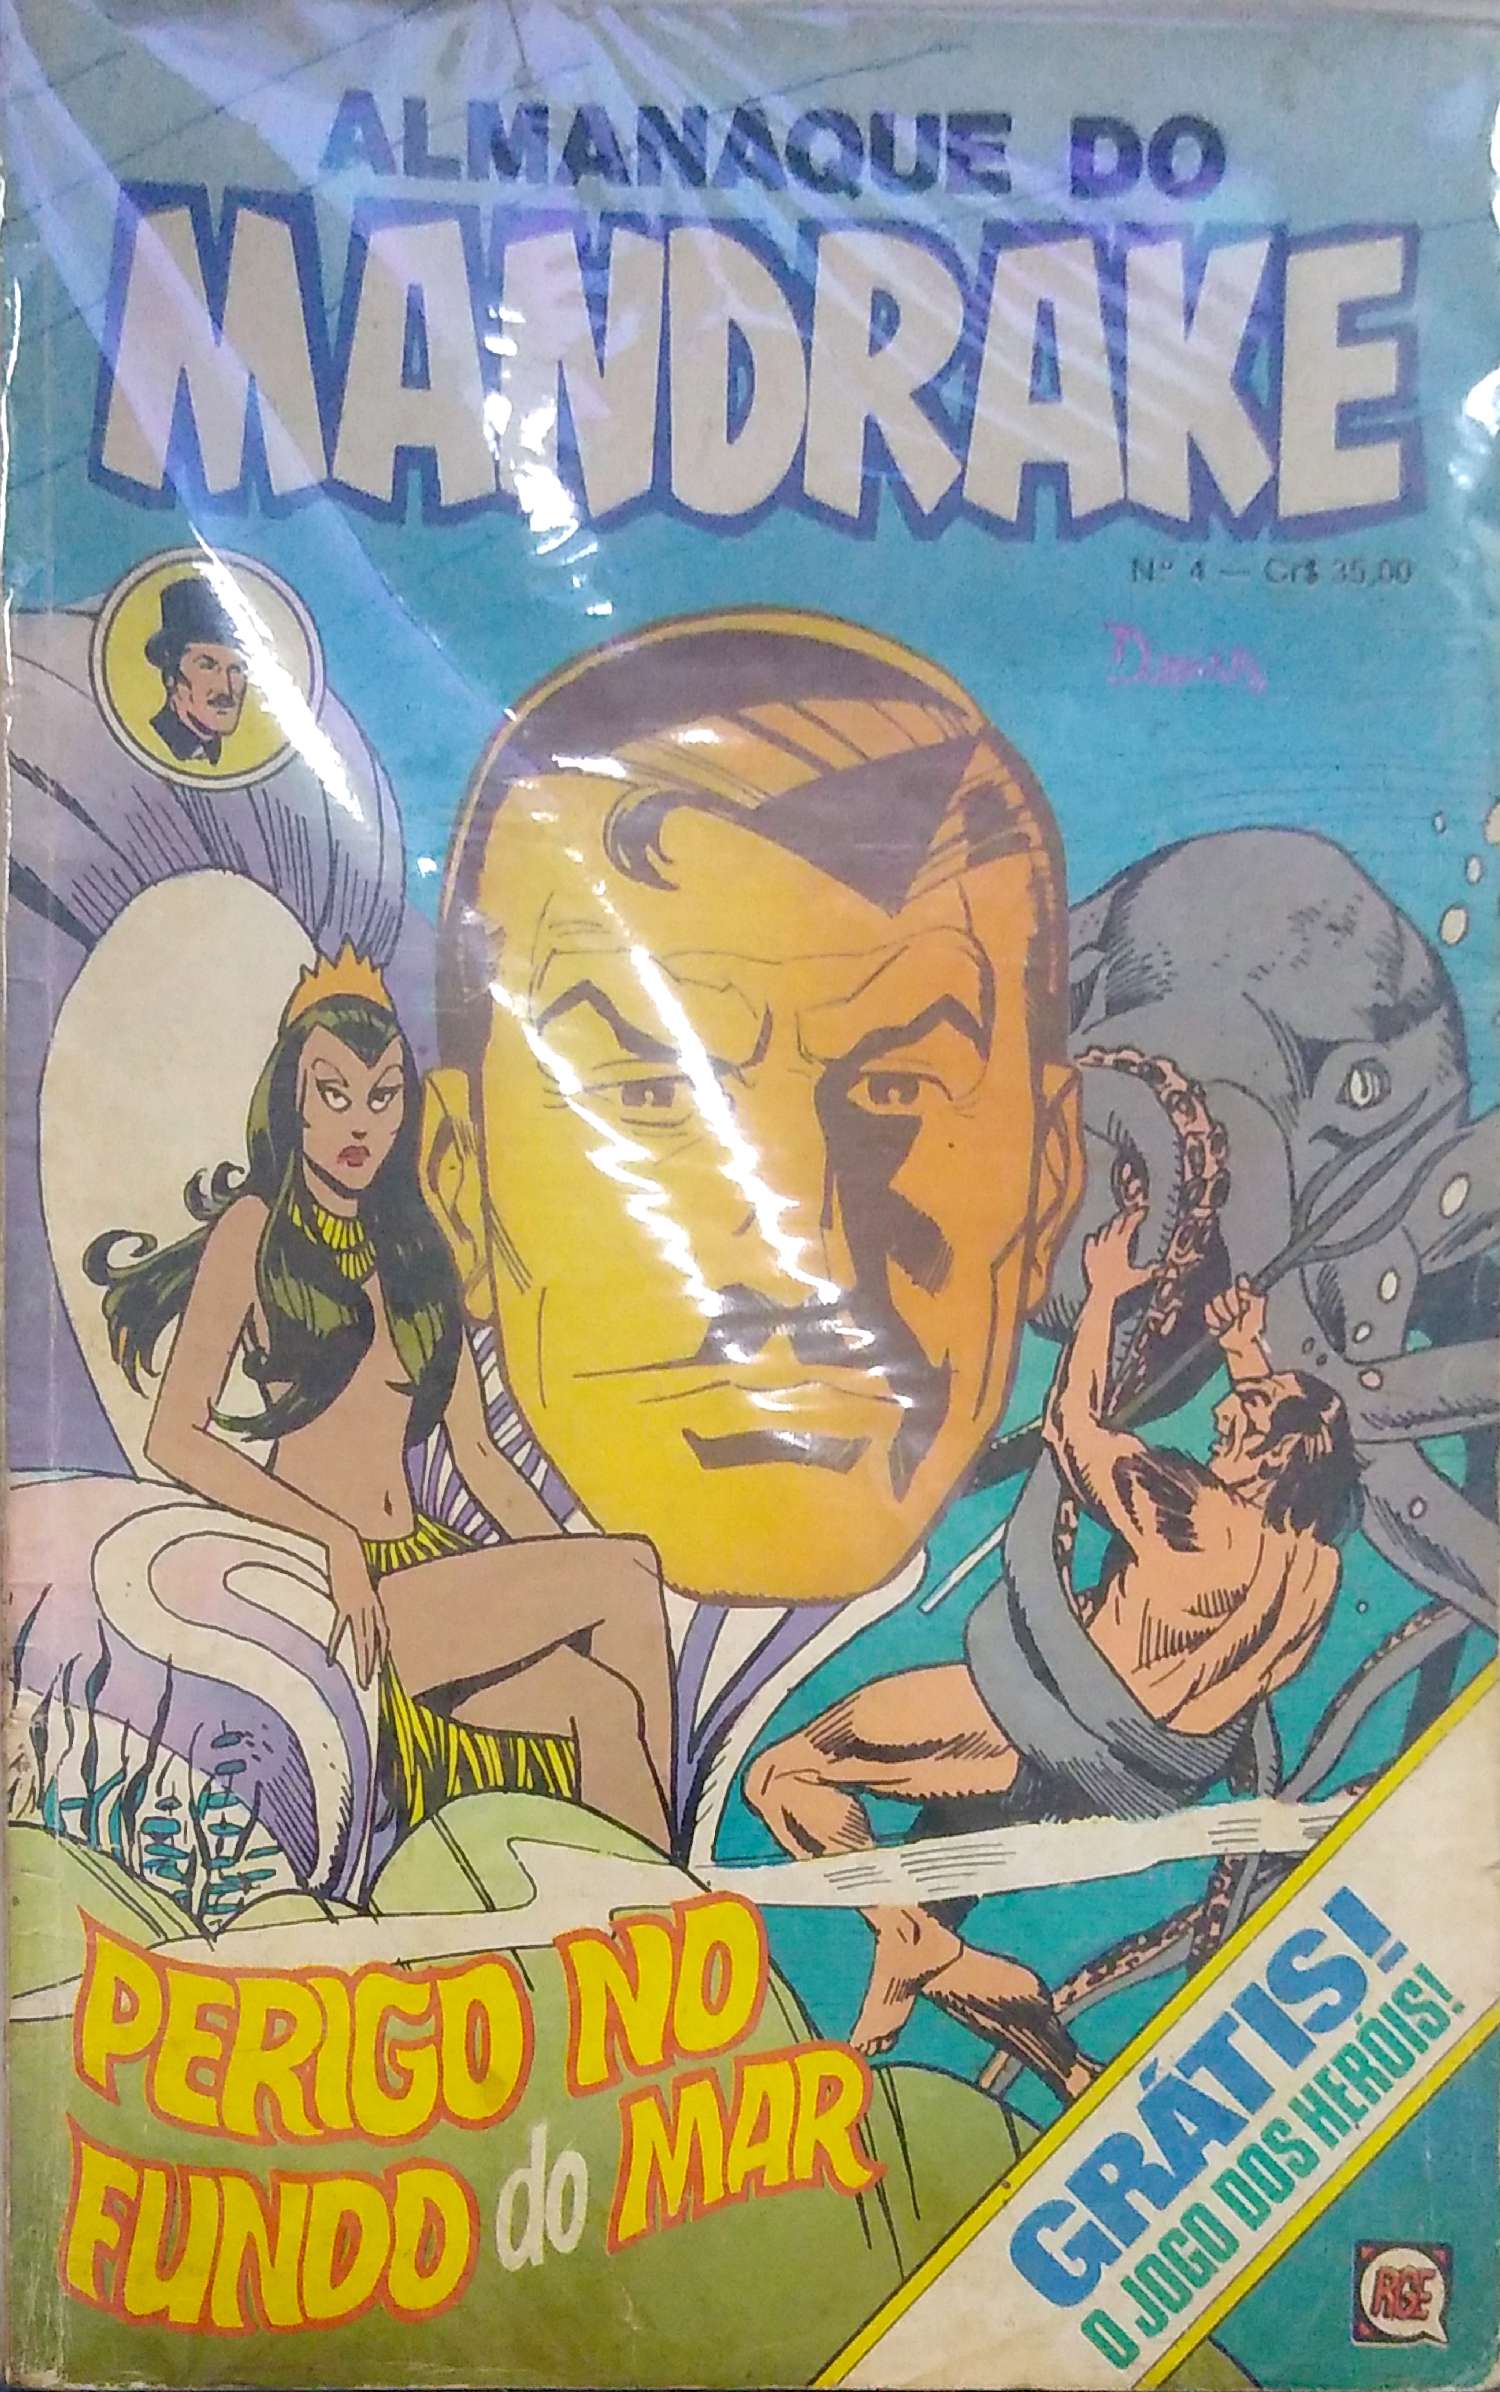 ALMANAQUE DO
MANDRAKE
Nº 4 — Cr$ 35,00
PERIGO NO
FUNDO do MAR
GRÁTIS!
O JOGO DOS HERÓIS!
RGE